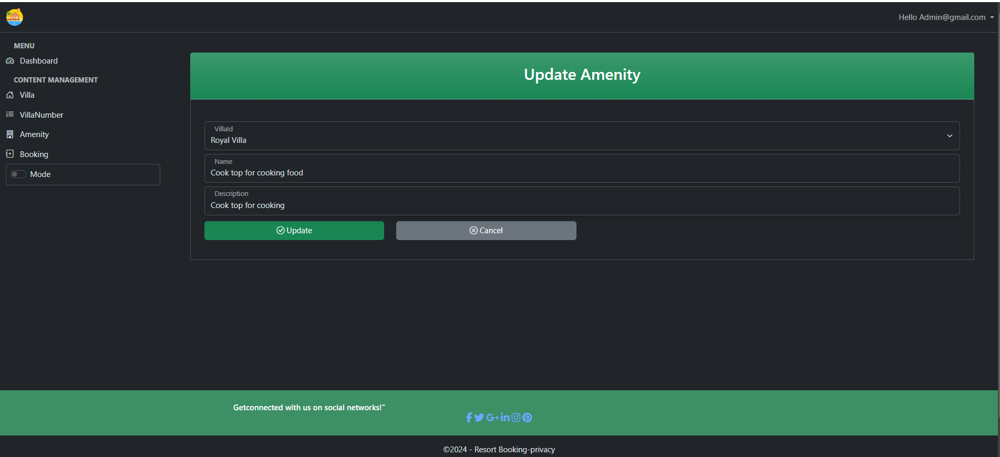 Hello Admin@gmail.com
MENU
Dashboard
CONTENT MANAGEMENT
Villa
VillaNumber
Amenity
Booking
Mode
Update Amenity
VillaId
Royal Villa
Name
Cook top for cooking food
Description
Cook top for cooking
Update
Cancel
Getconnected with us on social networks!"
©2024 - Resort Booking-privacy